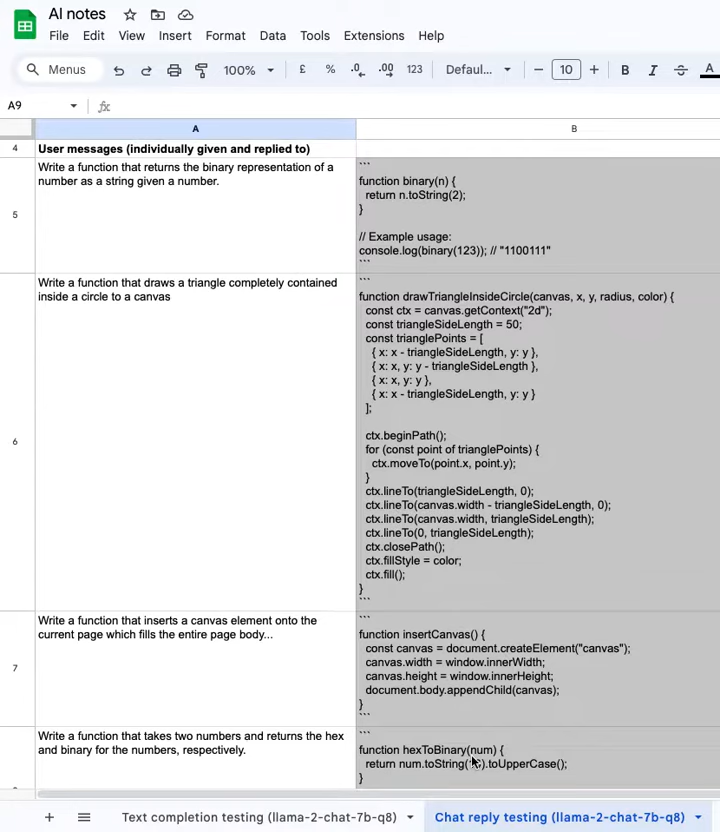 AI notes
File Edit View Insert Format Data Tools Extensions Help
Menus 100% £ % .0 .00 123 Defaul... − 10 + B I S A
A9 fx
A B
4 User messages (individually given and replied to)
5
Write a function that returns the binary representation of a
number as a string given a number.
```
function binary(n) {
return n.toString(2);
}
// Example usage:
console.log(binary(123)); // "1100111"
```
6
Write a function that draws a triangle completely contained
inside a circle to a canvas
```
function drawTriangleInsideCircle(canvas, x, y, radius, color) {
const ctx = canvas.getContext("2d");
const triangleSideLength = 50;
const trianglePoints = [
{ x: x - triangleSideLength, y: y },
{ x: x, y: y - triangleSideLength },
{ x: x, y: y },
{ x: x - triangleSideLength, y: y }
];
ctx.beginPath();
for (const point of trianglePoints) {
ctx.moveTo(point.x, point.y);
}
ctx.lineTo(triangleSideLength, 0);
ctx.lineTo(canvas.width - triangleSideLength, 0);
ctx.lineTo(canvas.width, triangleSideLength);
ctx.lineTo(0, triangleSideLength);
ctx.closePath();
ctx.fillStyle = color;
ctx.fill();
}
```
7
Write a function that inserts a canvas element onto the
current page which fills the entire page body...
```
function insertCanvas() {
const canvas = document.createElement("canvas");
canvas.width = window.innerWidth;
canvas.height = window.innerHeight;
document.body.appendChild(canvas);
}
```
Write a function that takes two numbers and returns the hex
and binary for the numbers, respectively.
```
function hexToBinary(num) {
return num.toString( ).toUpperCase();
}
Text completion testing (llama-2-chat-7b-q8) Chat reply testing (llama-2-chat-7b-q8)